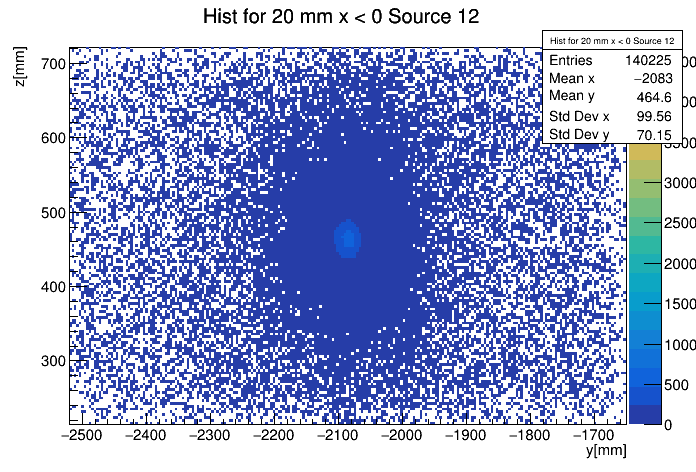 Hist for 20 mm x < 0 Source 12
z[mm]
700
600
500
400
300
−2500 −2400 −2300 −2200 −2100 −2000 −1900 −1800 −1700
y[mm]
Hist for 20 mm x < 0 Source 12
Entries 140225
Mean x −2083
Mean y 464.6
Std Dev x 99.56
Std Dev y 70.15
3000
2500
2000
1500
1000
500
0